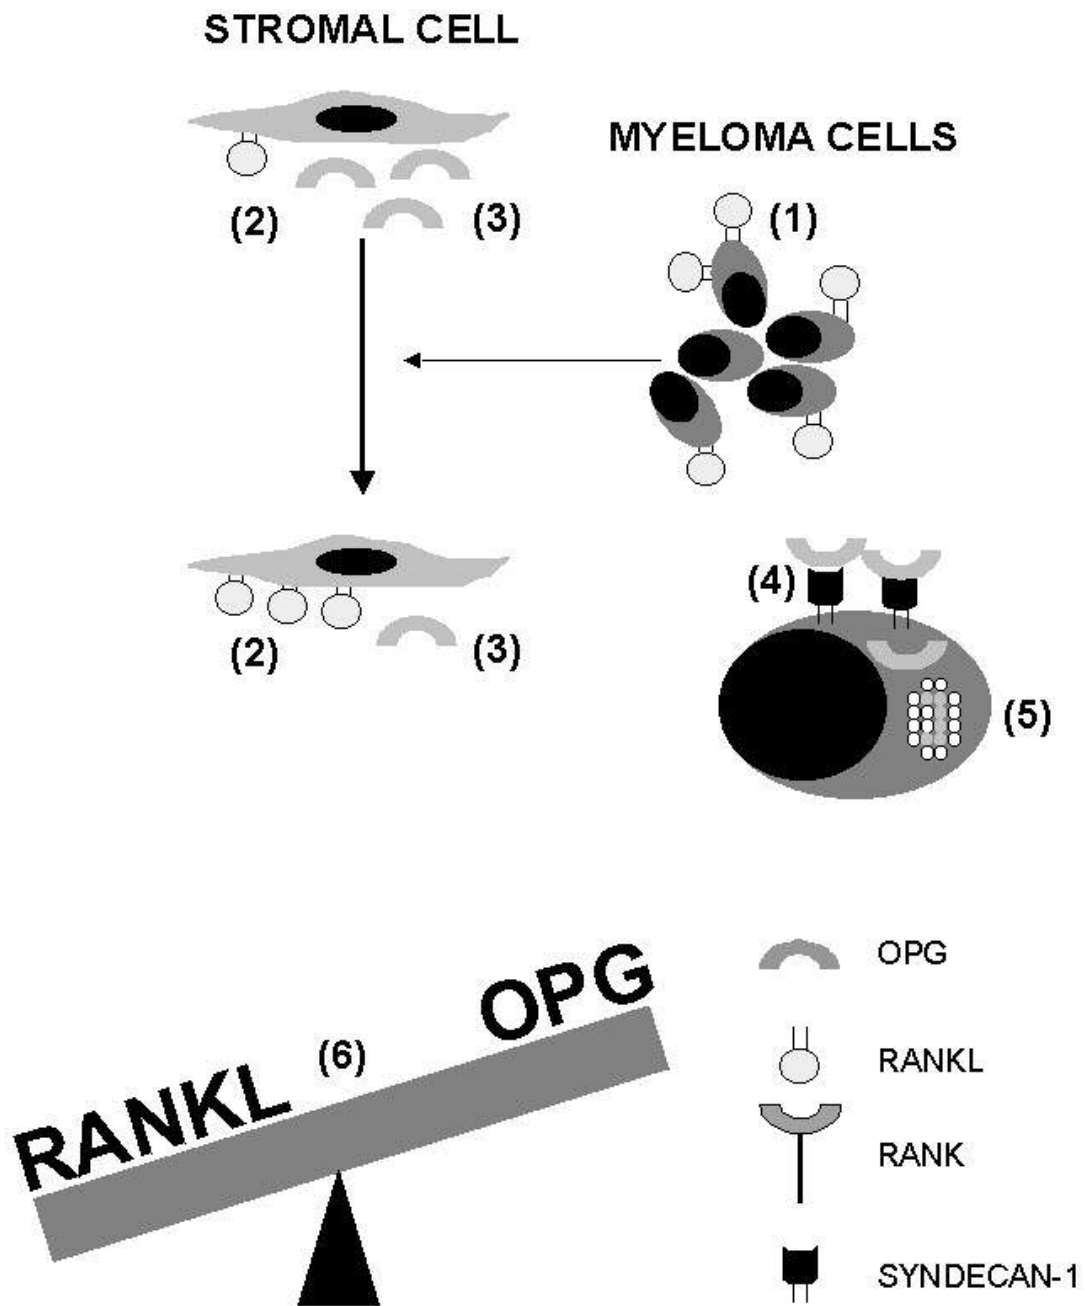 STROMAL CELL
MYELOMA CELLS
(1)
(2)
(3)
(4)
(2)
(3)
(5)
OPG
RANKL
(6)
OPG
RANKL
RANK
SYNDECAN-1